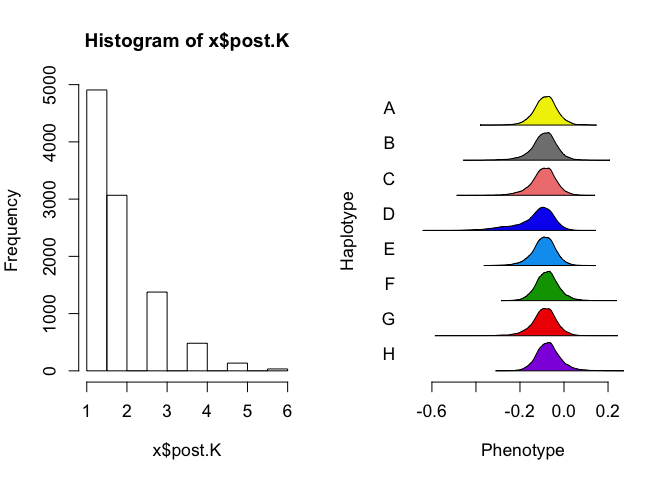 Histogram of x$post.K
Frequency
5000
4000
3000
2000
1000
0
1 2 3 4 5 6
x$post.K
Haplotype
A
B
C
D
E
F
G
H
-0.6 -0.2 0.0 0.2
Phenotype